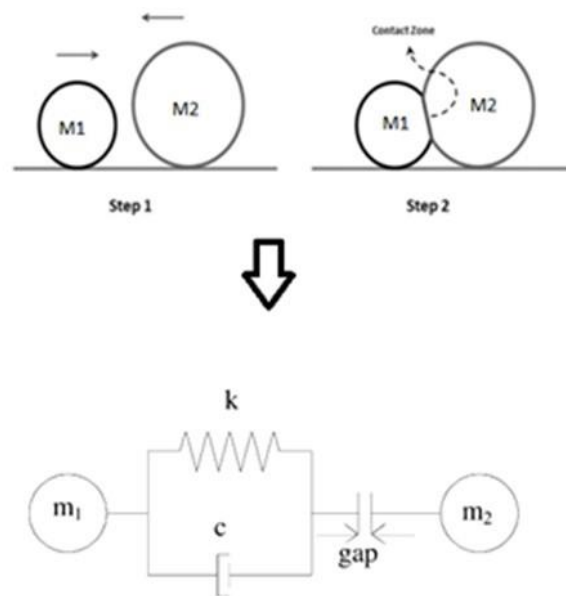 Contact Zone
M1
M2
M1
M2
Step 1
Step 2
k
m₁
c
gap
m₂